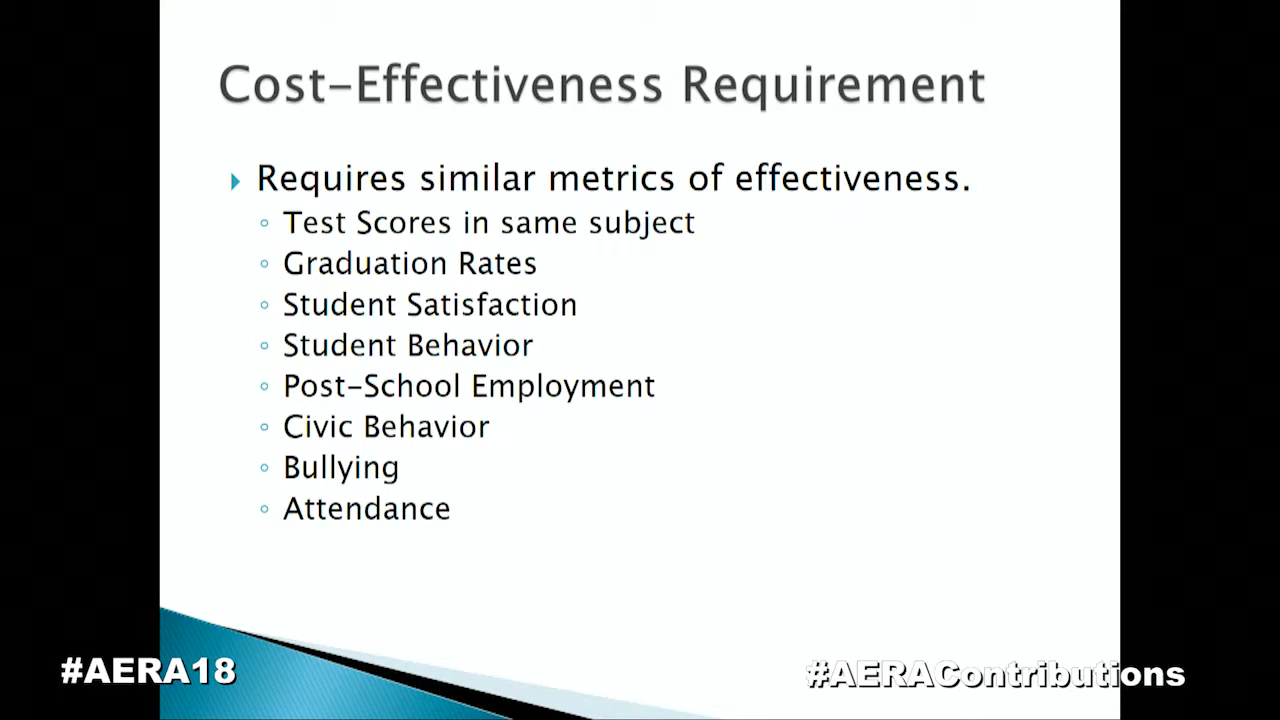 Cost-Effectiveness Requirement
Requires similar metrics of effectiveness.
Test Scores in same subject
Graduation Rates
Student Satisfaction
Student Behavior
Post-School Employment
Civic Behavior
Bullying
Attendance
#AERA18
#AERAContributions